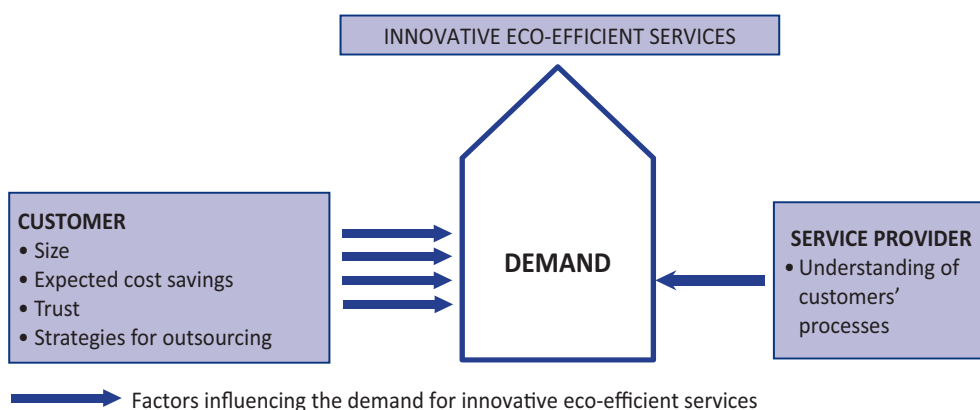 INNOVATIVE ECO-EFFICIENT SERVICES
CUSTOMER
• Size
• Expected cost savings
• Trust
• Strategies for outsourcing
DEMAND
SERVICE PROVIDER
• Understanding of
customers’
processes
Factors influencing the demand for innovative eco-efficient services